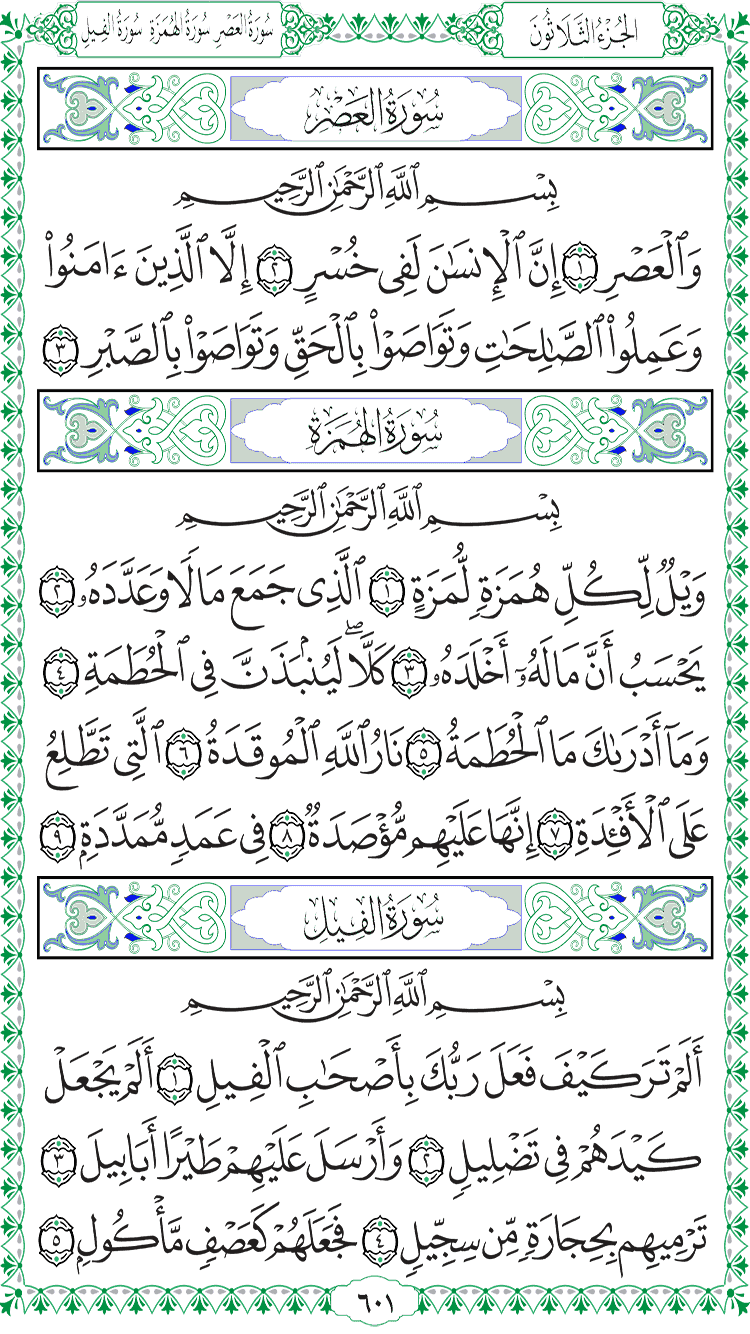 الجُزْءُ الثَّلَاثُونَ
سُورَةُ العَصْرِ سُورَةُ الهُمَزَةِ سُورَةُ الفِيلِ
سُورَةُ العَصْرِ
بِسْمِ ٱللَّهِ ٱلرَّحْمَٰنِ ٱلرَّحِيمِ
وَٱلْعَصْرِ ١ إِنَّ ٱلْإِنسَٰنَ لَفِى خُسْرٍ ٢ إِلَّا ٱلَّذِينَ ءَامَنُوا۟
وَعَمِلُوا۟ ٱلصَّٰلِحَٰتِ وَتَوَاصَوْا۟ بِٱلْحَقِّ وَتَوَاصَوْا۟ بِٱلصَّبْرِ ٣
سُورَةُ الهُمَزَةِ
بِسْمِ ٱللَّهِ ٱلرَّحْمَٰنِ ٱلرَّحِيمِ
وَيْلٌ لِّكُلِّ هُمَزَةٍ لُّمَزَةٍ ١ ٱلَّذِى جَمَعَ مَالًا وَعَدَّدَهُۥ ٢
يَحْسَبُ أَنَّ مَالَهُۥٓ أَخْلَدَهُۥ ٣ كَلَّا ۖ لَيُنۢبَذَنَّ فِى ٱلْحُطَمَةِ ٤
وَمَآ أَدْرَىٰكَ مَا ٱلْحُطَمَةُ ٥ نَارُ ٱللَّهِ ٱلْمُوقَدَةُ ٦ ٱلَّتِى تَطَّلِعُ
عَلَى ٱلْأَفْـِٔدَةِ ٧ إِنَّهَا عَلَيْهِم مُّؤْصَدَةٌ ٨ فِى عَمَدٍ مُّمَدَّدَةٍۭ ٩
سُورَةُ الفِيلِ
بِسْمِ ٱللَّهِ ٱلرَّحْمَٰنِ ٱلرَّحِيمِ
أَلَمْ تَرَ كَيْفَ فَعَلَ رَبُّكَ بِأَصْحَٰبِ ٱلْفِيلِ ١ أَلَمْ يَجْعَلْ
كَيْدَهُمْ فِى تَضْلِيلٍ ٢ وَأَرْسَلَ عَلَيْهِمْ طَيْرًا أَبَابِيلَ ٣
تَرْمِيهِم بِحِجَارَةٍ مِّن سِجِّيلٍ ٤ فَجَعَلَهُمْ كَعَصْفٍ مَّأْكُولٍۭ ٥
٦٠١